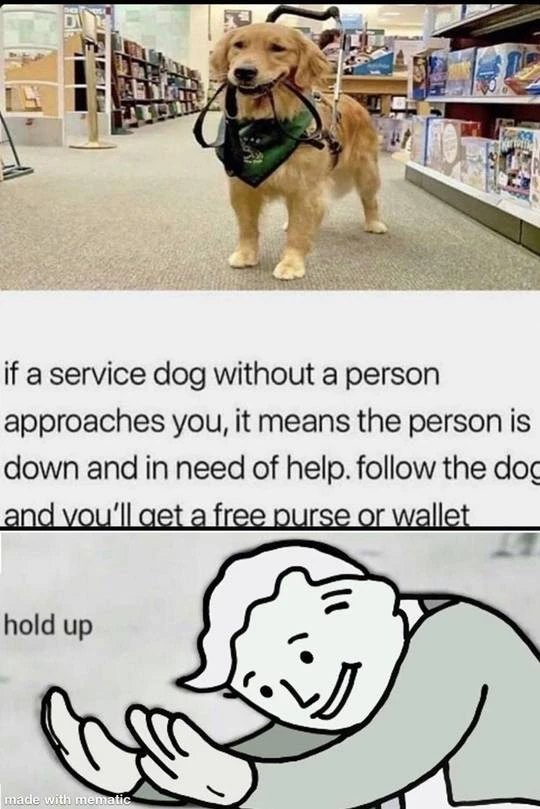 if a service dog without a person
approaches you, it means the person is
down and in need of help. follow the dog
and you'll get a free purse or wallet
hold up
made with mematic